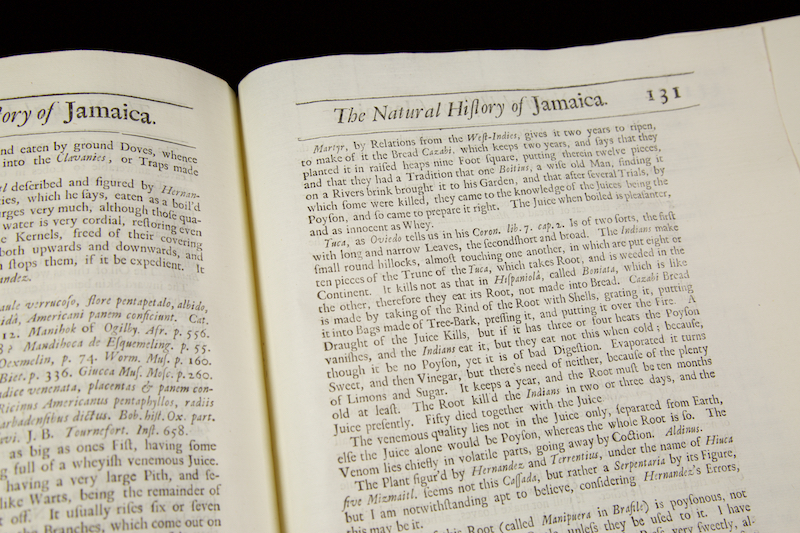 ory of Jamaica.
nd eaten by ground Doves, whence
into the Clavanies, or Traps made
deſcribed and figured by Hernan-
ties, which he ſays, eaten as a boil'd
rges very much, although thoſe qua-
water is very cordial, reſtoring even
e Kernels, freed of their covering
both upwards and downwards, and
ſtops them, if it be expedient. It
nandez.
aule verrucoſo, flore pentapetalo, albido,
idâ, Americani panem conficiunt. Cat.
12. Manihok of Ogilby. Afr. p. 556.
8? Mandiboca de Eſquemeling. p. 55.
Oexmelin, p. 74. Worm. Muſ. p. 160.
Biet. p. 336. Giucca Muſ. Moſc. p. 260.
adice venenata, placentas & panem con-
Ricinus Americanus pentaphyllos, radiis
arbadenſibus dictus. Bob. hiſt. Ox. part.
evi. J. B. Tournefort. Inſt. 658.
as big as ones Fiſt, having ſome
g full of a wheyiſh venemous Juice.
having a very large Pith, and ſe-
like Warts, being the remainder of
t off. It uſually riſes ſix or ſeven
the Branches, which come out on
The Natural Hiſtory of Jamaica. 131
Martyr, by Relations from the Weſt-Indies, gives it two years to ripen,
to make of it the Bread Cazabi, which keeps two years, and ſays that they
planted it in raiſed heaps nine Foot ſquare, putting therein twelve pieces,
and that they had a Tradition that one Boitius, a wiſe old Man, finding it
on a Rivers brink brought it to his Garden, and that after ſeveral Trials, by
which ſome were killed, they came to the knowledge of the Juices being the
Poyſon, and ſo came to prepare it right. The Juice when boiled is pleaſanter,
and as innocent as Whey.
Tuca, as Oviedo tells us in his Coron. lib. 7. cap. 2. Is of two ſorts, the firſt
with long and narrow Leaves, the ſecond ſhort and broad. The Indians make
ſmall round hillocks, almoſt touching one another, in which are put eight or
ten pieces of the Trunc of the Tuca, which takes Root, and is weeded in the
Continent. It kills not as that in Hiſpaniolâ, called Boniata, which is like
the other, therefore they eat its Root, not made into Bread. Cazabi Bread
is made by taking of the Rind of the Root with Shells, grating it, putting
it into Bags made of Tree-Bark, preſſing it, and putting it over the Fire. A
Draught of the Juice Kills, but if it has three or four heats the Poyſon
vaniſhes, and the Indians eat it, but they eat not this when cold; becauſe,
though it be no Poyſon, yet it is of bad Digeſtion. Evaporated it turns
Sweet, and then Vinegar, but there's need of neither, becauſe of the plenty
of Limons and Sugar. It keeps a year, and the Root muſt be ten months
old at leaſt. The Root kill'd the Indians in two or three days, and the
Juice preſently. Fifty died together with the Juice
The venemous quality lies not in the Juice only, ſeparated from Earth,
elſe the Juice alone would be Poyſon, whereas the whole Root is ſo. The
Venom lies chiefly in volatile parts, going away by Coction. Aldinus.
The Plant figur'd by Hernandez and Terrentius, under the name of Hiuca
five Mizmaitl. ſeems not this Caſſada, but rather a Serpentaria by its Figure,
but I am notwithſtanding apt to believe, conſidering Hernandez's Errors,
this may be it.
this Root (called Manipuera in Braſile) is poyſonous, not
unleſs they be uſed to it. I have
very ſweetly, al-